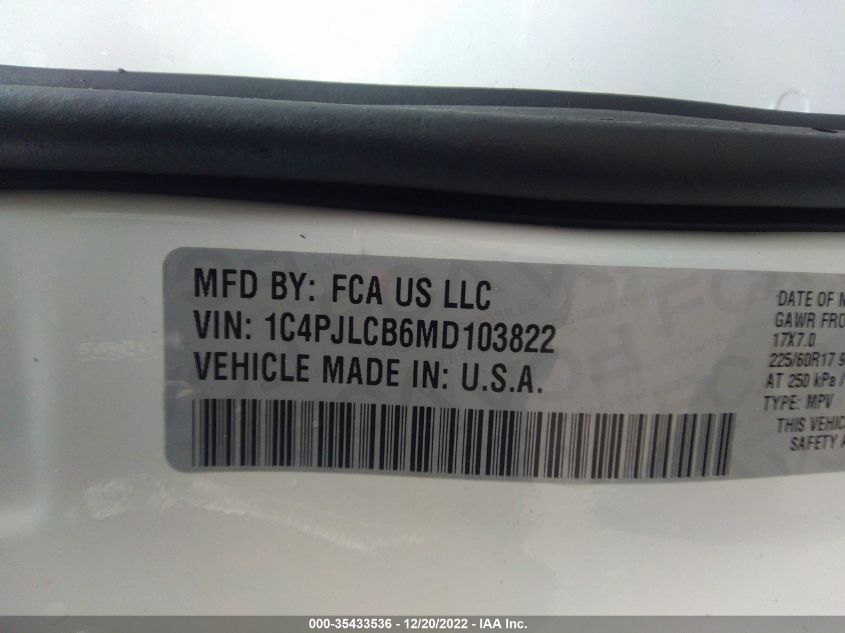 MFD BY: FCA US LLC
VIN: 1C4PJLCB6MD103822
VEHICLE MADE IN: U.S.A.
DATE OF M
GAWR FRO
17X7.0
225/60R17 9
AT 250 kPa /
TYPE: MPV
THIS VEHIC
SAFETY A
000-35433536 - 12/20/2022 - IAA Inc.